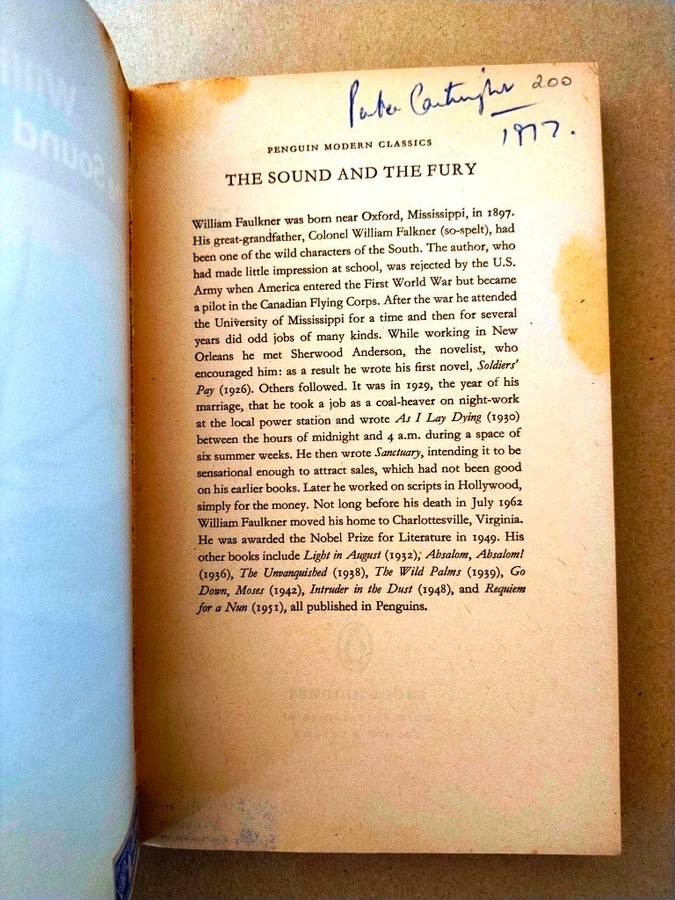 Cartwright 200
1977.
PENGUIN MODERN CLASSICS
THE SOUND AND THE FURY
William Faulkner was born near Oxford, Mississippi, in 1897.
His great-grandfather, Colonel William Falkner (so-spelt), had
been one of the wild characters of the South. The author, who
had made little impression at school, was rejected by the U.S.
Army when America entered the First World War but became
a pilot in the Canadian Flying Corps. After the war he attended
the University of Mississippi for a time and then for several
years did odd jobs of many kinds. While working in New
Orleans he met Sherwood Anderson, the novelist, who
encouraged him: as a result he wrote his first novel, Soldiers'
Pay (1926). Others followed. It was in 1929, the year of his
marriage, that he took a job as a coal-heaver on night-work
at the local power station and wrote As I Lay Dying (1930)
between the hours of midnight and 4 a.m. during a space of
six summer weeks. He then wrote Sanctuary, intending it to be
sensational enough to attract sales, which had not been good
on his earlier books. Later he worked on scripts in Hollywood,
simply for the money. Not long before his death in July 1962
William Faulkner moved his home to Charlottesville, Virginia.
He was awarded the Nobel Prize for Literature in 1949. His
other books include Light in August (1932); Absalom, Absalom!
(1936), The Unvanquished (1938), The Wild Palms (1939), Go
Down, Moses (1942), Intruder in the Dust (1948), and Requiem
for a Nun (1951), all published in Penguins.